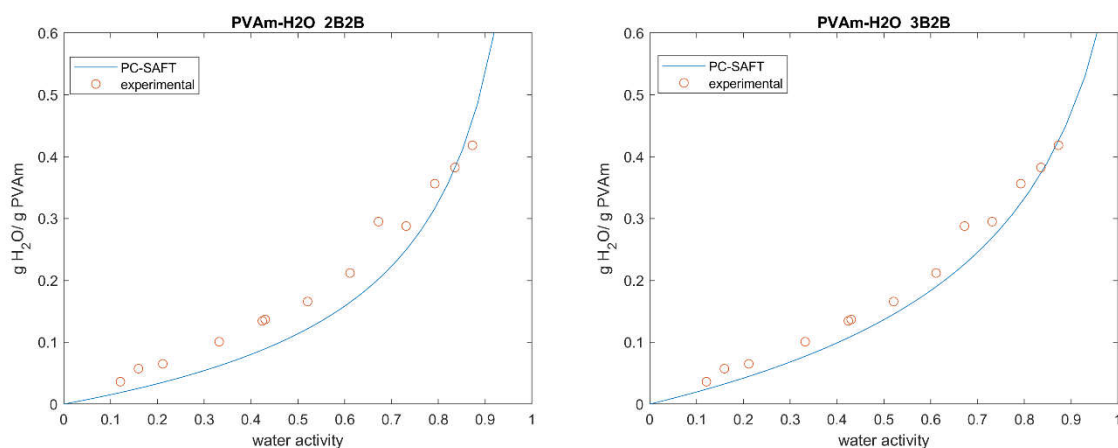 PVAm-H2O 2B2B
0.6
0.5
0.4
0.3
0.2
0.1
0
g H2O/ g PVAm
PC-SAFT
experimental
0 0.1 0.2 0.3 0.4 0.5 0.6 0.7 0.8 0.9 1
water activity
PVAm-H2O 3B2B
0.6
0.5
0.4
0.3
0.2
0.1
0
g H2O/ g PVAm
PC-SAFT
experimental
0 0.1 0.2 0.3 0.4 0.5 0.6 0.7 0.8 0.9 1
water activity